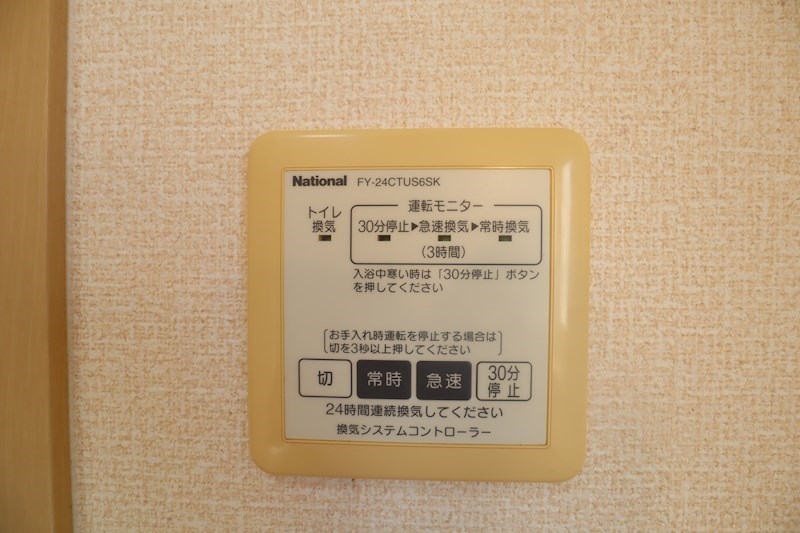 National FY-24CTUS6SK
運転モニター
トイレ
換気
30分停止▶急速換気▶常時換気
(3時間)
入浴中寒い時は「30分停止」ボタン
を押してください
お手入れ時運転を停止する場合は
切を3秒以上押してください
切 常時 急速 30分
停止
24時間連続換気してください
換気システムコントローラー